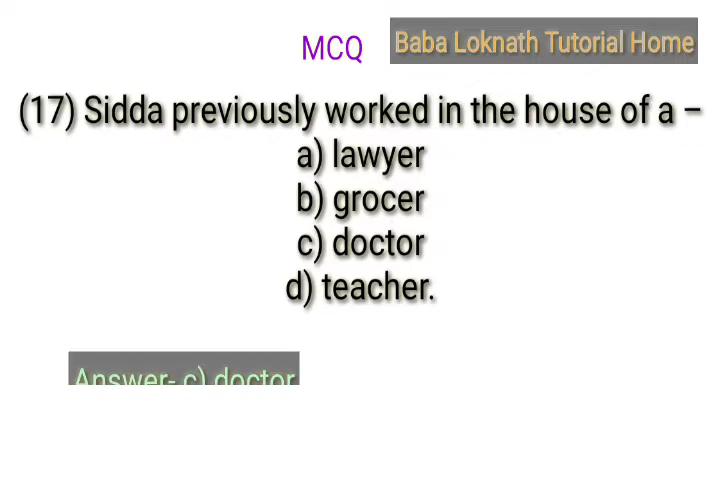 MCQ
Baba Loknath Tutorial Home
(17) Sidda previously worked in the house of a –
a) lawyer
b) grocer
c) doctor
d) teacher.
Answer- c) doctor